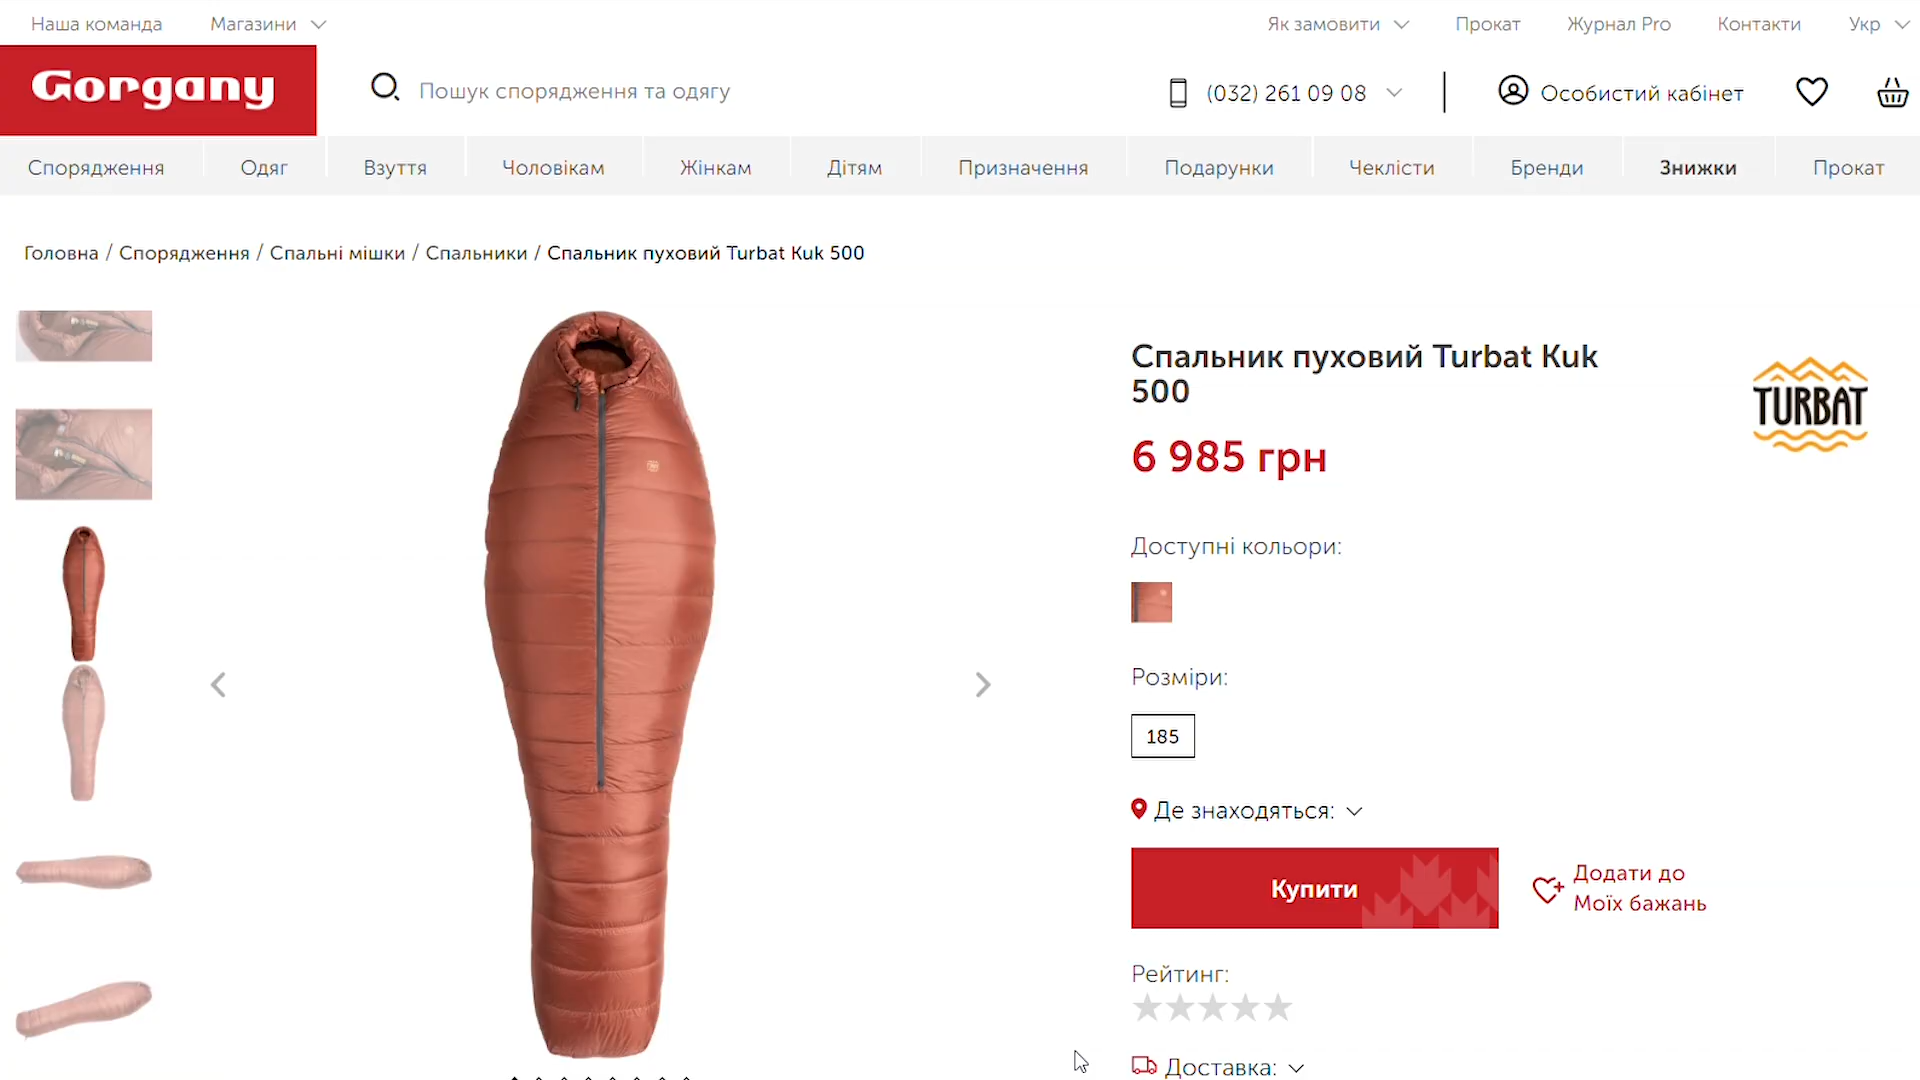 Наша команда
Магазини
Як замовити
Прокат
Журнал Pro
Контакти
Укр
Gorgany
Пошук спорядження та одягу
(032) 261 09 08
Особистий кабінет
Спорядження
Одяг
Взуття
Чоловікам
Жінкам
Дітям
Призначення
Подарунки
Чеклісти
Бренди
Знижки
Прокат
Головна / Спорядження / Спальні мішки / Спальники / Спальник пуховий Turbat Kuk 500
Спальник пуховий Turbat Kuk
500
TURBAT
6 985 грн
Доступні кольори:
Розміри:
185
Де знаходяться:
Купити
Додати до
Моїх бажань
Рейтинг:
Доставка: